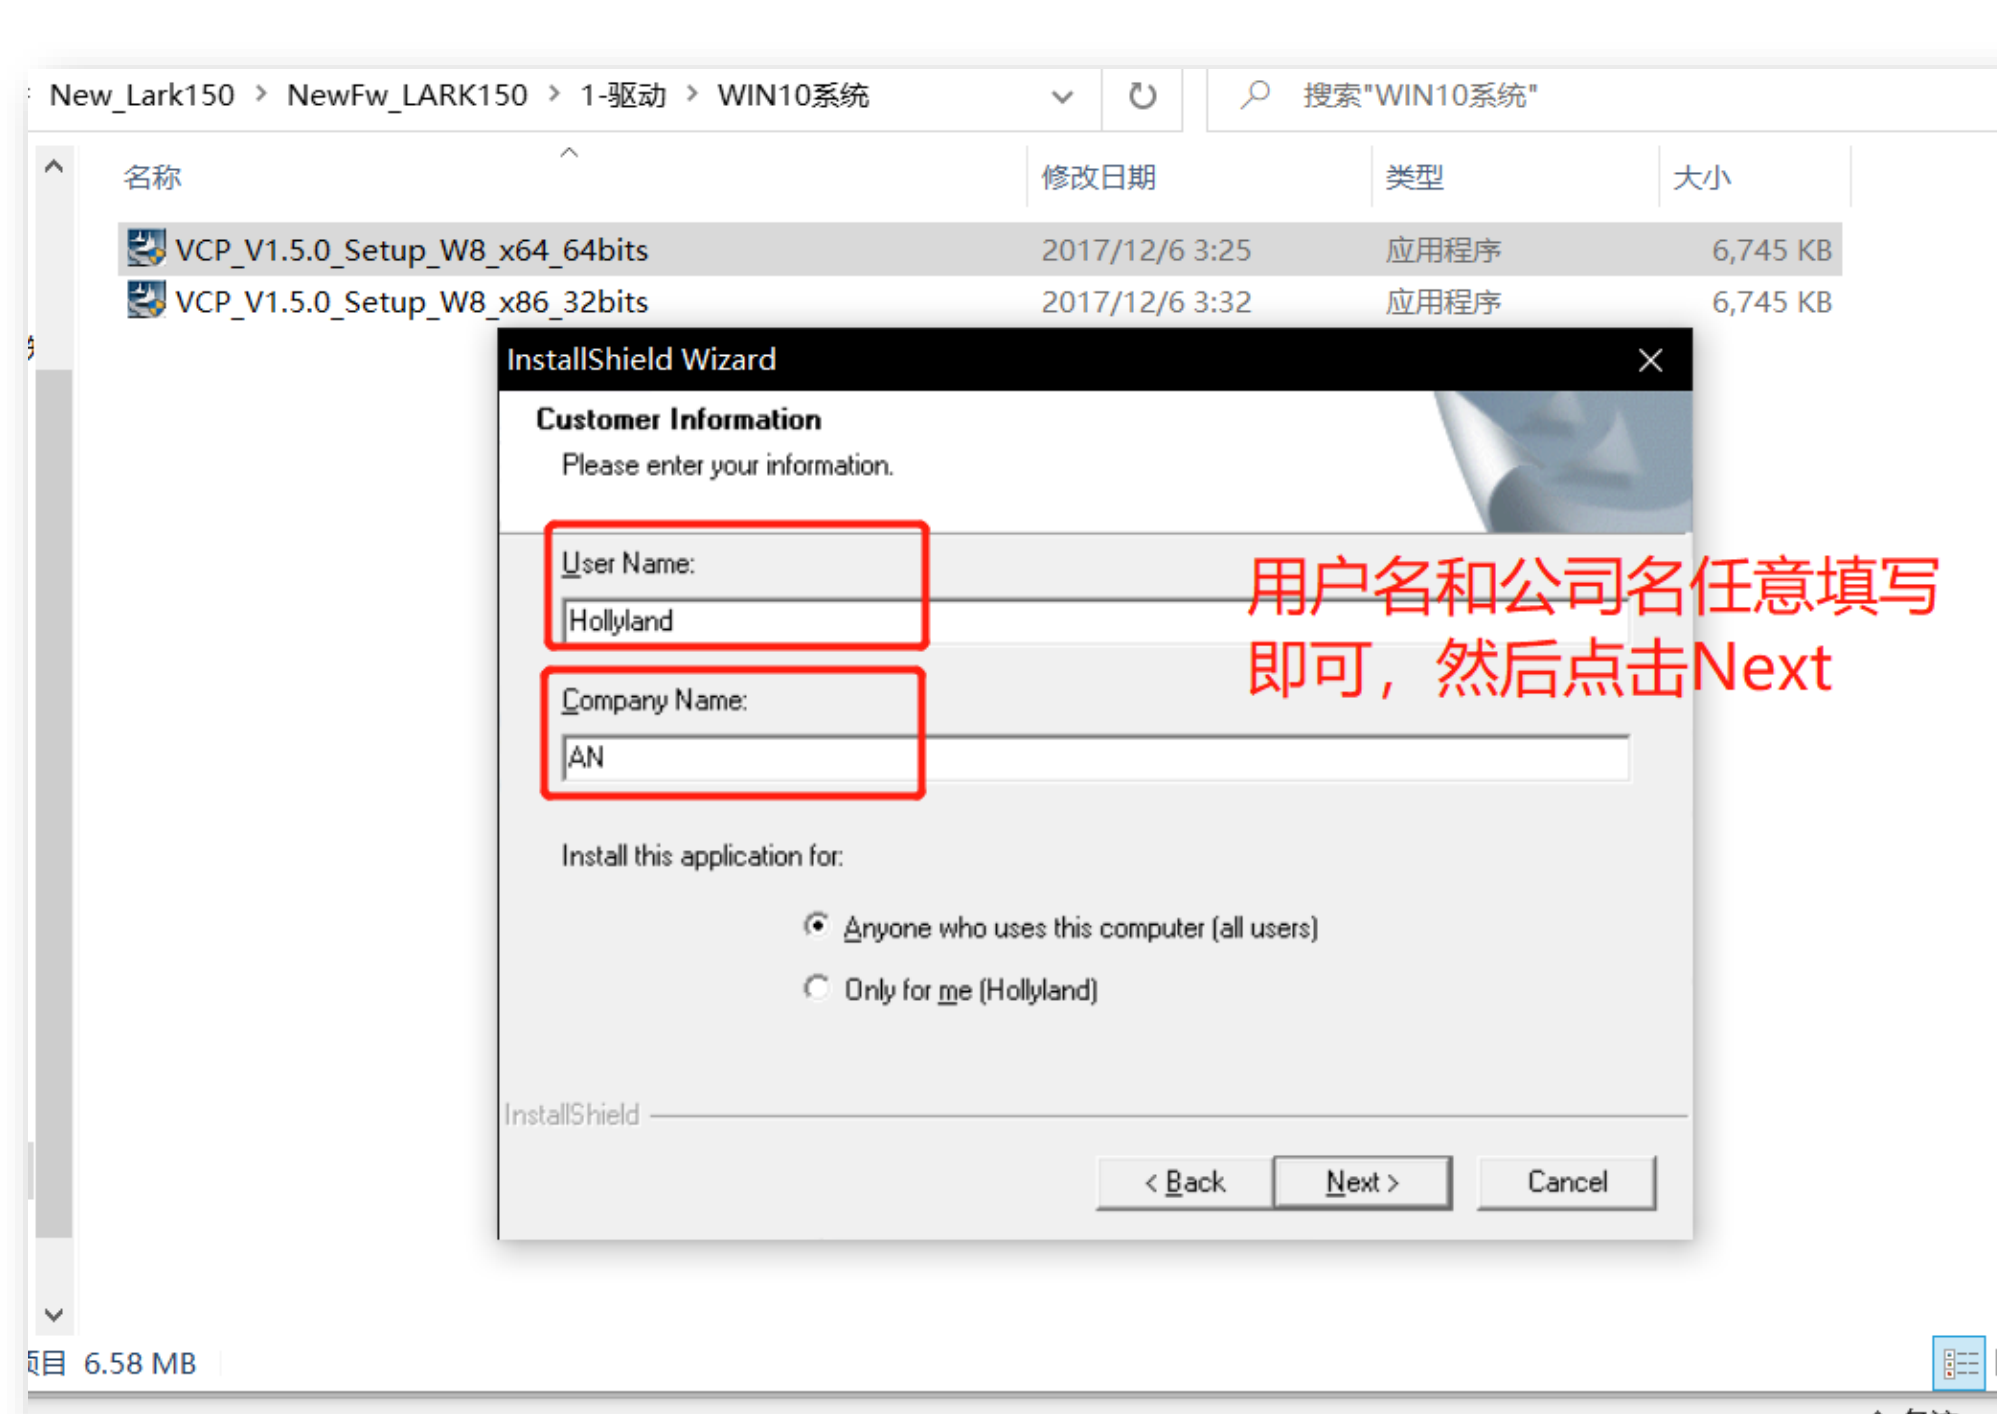 New_Lark150 > NewFw_LARK150 > 1-驱动 > WIN10系统
搜索"WIN10系统"
名称 修改日期 类型 大小
VCP_V1.5.0_Setup_W8_x64_64bits 2017/12/6 3:25 应用程序 6,745 KB
VCP_V1.5.0_Setup_W8_x86_32bits 2017/12/6 3:32 应用程序 6,745 KB
InstallShield Wizard
Customer Information
Please enter your information.
User Name:
Hollyland
用户名和公司名任意填写
即可，然后点击Next
Company Name:
AN
Install this application for:
Anyone who uses this computer (all users)
Only for me (Hollyland)
InstallShield
< Back
Next >
Cancel
项目 6.58 MB